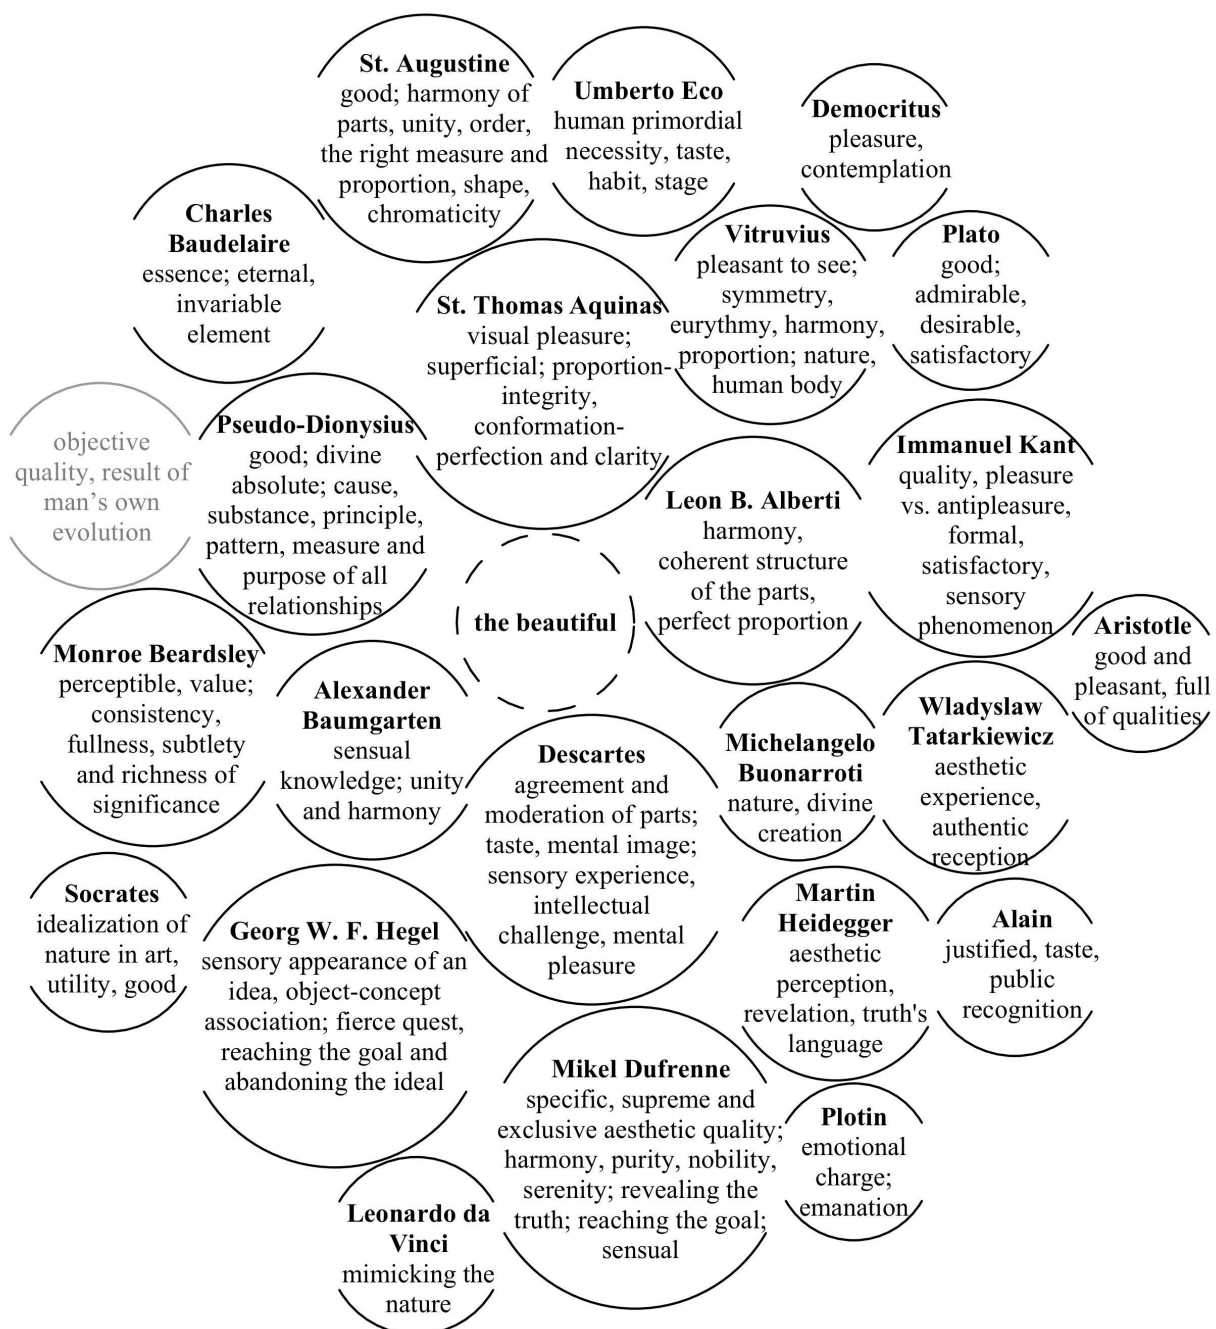 St. Augustine
good; harmony of
parts, unity, order,
the right measure and
proportion, shape,
chromaticity
Umberto Eco
human primordial
necessity, taste,
habit, stage
Democritus
pleasure,
contemplation
Charles
Baudelaire
essence; eternal,
invariable
element
St. Thomas Aquinas
visual pleasure;
superficial; proportion-
integrity,
conformation-
perfection and clarity
Vitruvius
pleasant to see;
symmetry,
eurythmy, harmony,
proportion; nature,
human body
Plato
good;
admirable,
desirable,
satisfactory
objective
quality, result of
man's own
evolution
Pseudo-Dionysius
good; divine
absolute; cause,
substance, principle,
pattern, measure and
purpose of all
relationships
Leon B. Alberti
harmony,
coherent structure
of the parts,
perfect proportion
Immanuel Kant
quality, pleasure
vs. antipleasure,
formal,
satisfactory,
sensory
phenomenon
the beautiful
Aristotle
good and
pleasant, full
of qualities
Monroe Beardsley
perceptible, value;
consistency,
fullness, subtlety
and richness of
significance
Alexander
Baumgarten
sensual
knowledge; unity
and harmony
Descartes
agreement and
moderation of parts;
taste, mental image;
sensory experience,
intellectual
challenge, mental
pleasure
Michelangelo
Buonarroti
nature, divine
creation
Wladyslaw
Tatarkiewicz
aesthetic
experience,
authentic
reception
Socrates
idealization of
nature in art,
utility, good
Georg W. F. Hegel
sensory appearance of an
idea, object-concept
association; fierce quest,
reaching the goal and
abandoning the ideal
Martin
Heidegger
aesthetic
perception,
revelation, truth's
language
Alain
justified, taste,
public
recognition
Mikel Dufrenne
specific, supreme and
exclusive aesthetic quality;
harmony, purity, nobility,
serenity; revealing the
truth; reaching the goal;
sensual
Plotin
emotional
charge;
emanation
Leonardo da
Vinci
mimicking the
nature